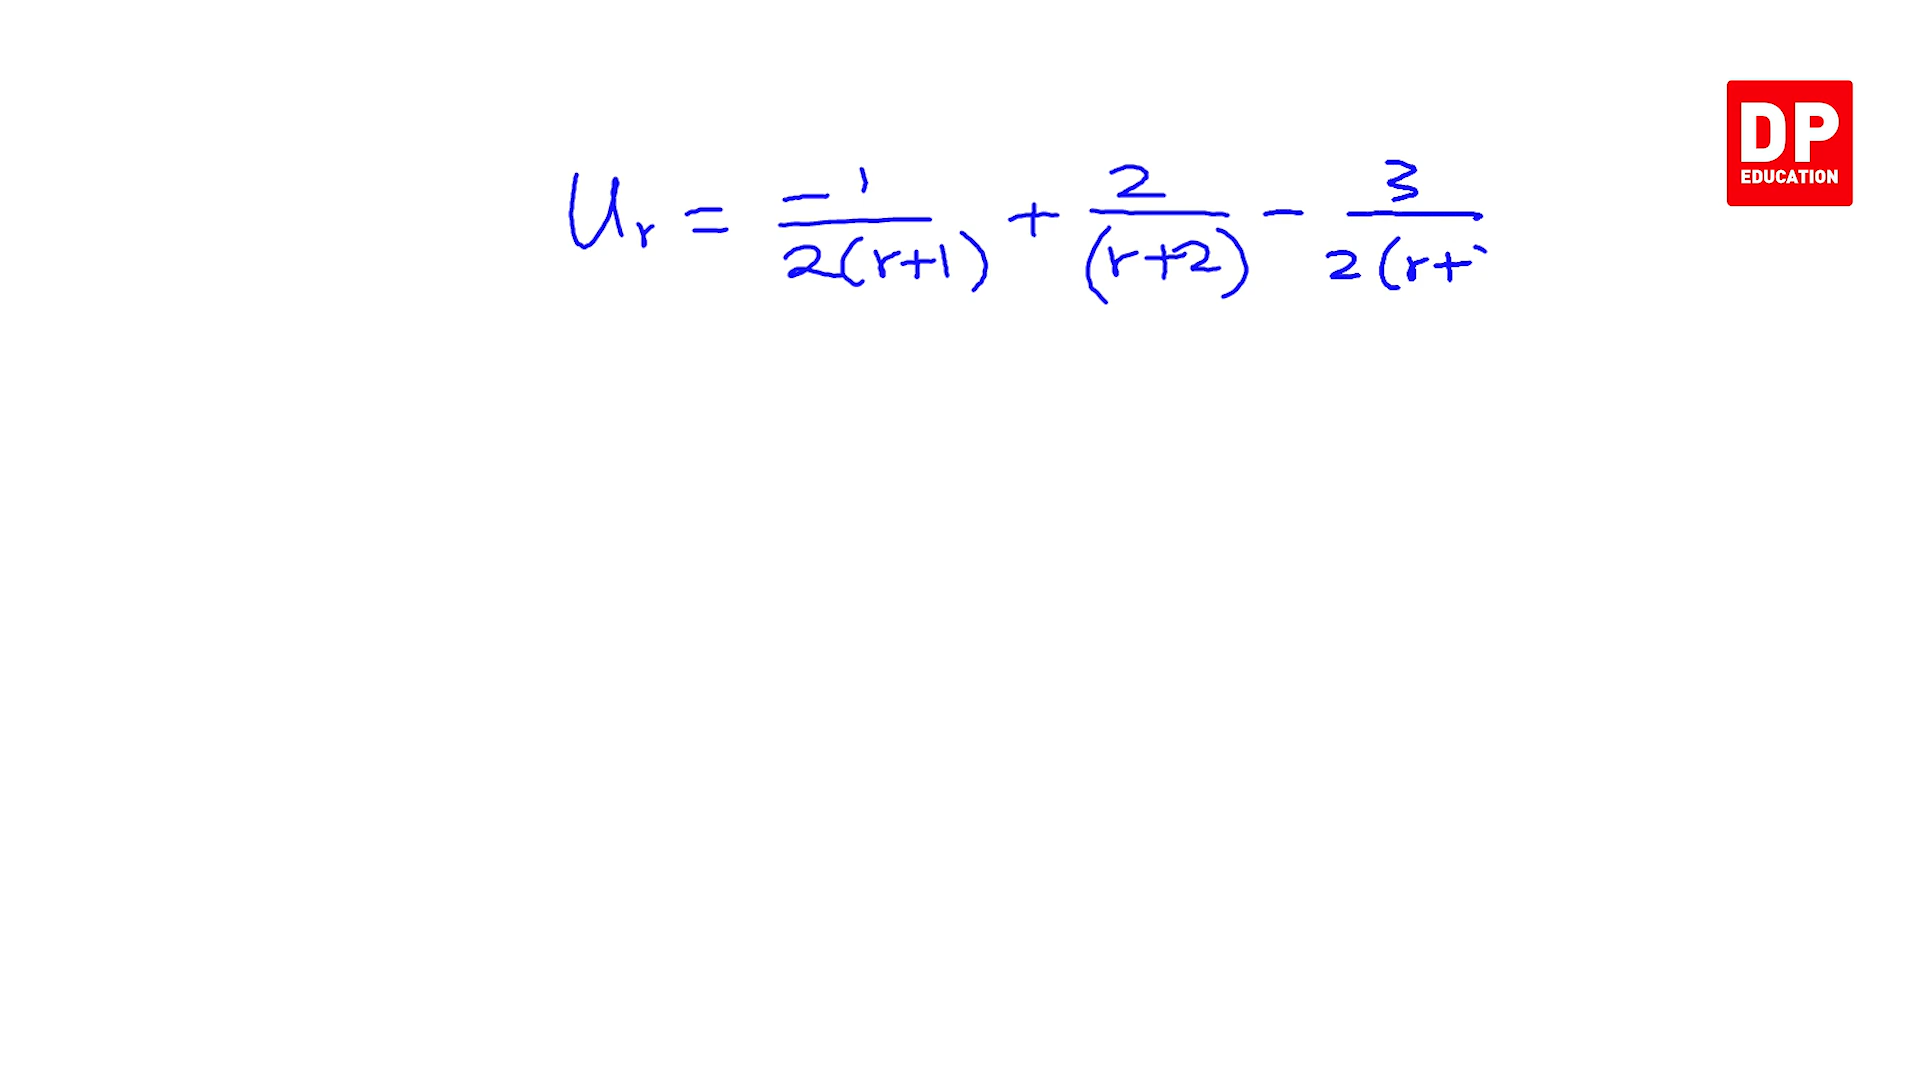 DP
EDUCATION
Ur = -1/2(r+1) + 2/(r+2) - 3/2(r+